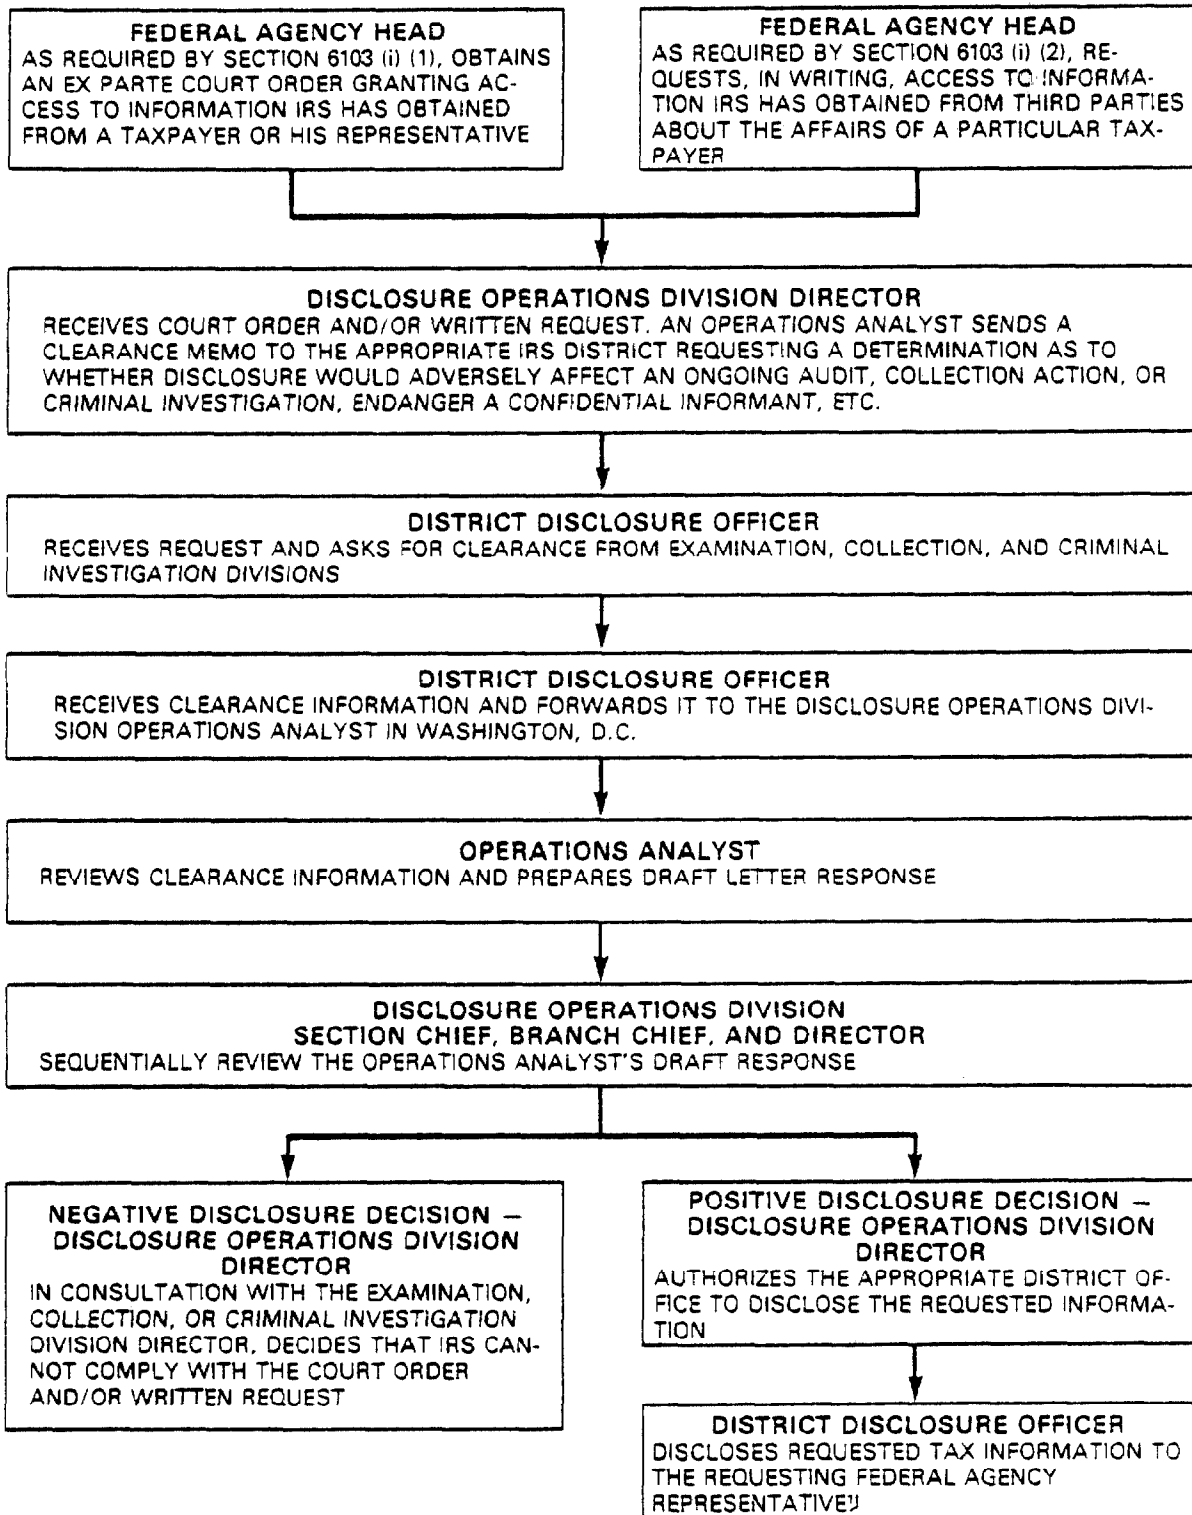 FEDERAL AGENCY HEAD
AS REQUIRED BY SECTION 6103 (i) (1), OBTAINS
AN EX PARTE COURT ORDER GRANTING AC-
CESS TO INFORMATION IRS HAS OBTAINED
FROM A TAXPAYER OR HIS REPRESENTATIVE
FEDERAL AGENCY HEAD
AS REQUIRED BY SECTION 6103 (i) (2), RE-
QUESTS, IN WRITING, ACCESS TO INFORMA-
TION IRS HAS OBTAINED FROM THIRD PARTIES
ABOUT THE AFFAIRS OF A PARTICULAR TAX-
PAYER
DISCLOSURE OPERATIONS DIVISION DIRECTOR
RECEIVES COURT ORDER AND/OR WRITTEN REQUEST. AN OPERATIONS ANALYST SENDS A
CLEARANCE MEMO TO THE APPROPRIATE IRS DISTRICT REQUESTING A DETERMINATION AS TO
WHETHER DISCLOSURE WOULD ADVERSELY AFFECT AN ONGOING AUDIT, COLLECTION ACTION, OR
CRIMINAL INVESTIGATION, ENDANGER A CONFIDENTIAL INFORMANT, ETC.
DISTRICT DISCLOSURE OFFICER
RECEIVES REQUEST AND ASKS FOR CLEARANCE FROM EXAMINATION, COLLECTION, AND CRIMINAL
INVESTIGATION DIVISIONS
DISTRICT DISCLOSURE OFFICER
RECEIVES CLEARANCE INFORMATION AND FORWARDS IT TO THE DISCLOSURE OPERATIONS DIVI-
SION OPERATIONS ANALYST IN WASHINGTON, D.C.
OPERATIONS ANALYST
REVIEWS CLEARANCE INFORMATION AND PREPARES DRAFT LETTER RESPONSE
DISCLOSURE OPERATIONS DIVISION
SECTION CHIEF, BRANCH CHIEF, AND DIRECTOR
SEQUENTIALLY REVIEW THE OPERATIONS ANALYST'S DRAFT RESPONSE
NEGATIVE DISCLOSURE DECISION –
DISCLOSURE OPERATIONS DIVISION
DIRECTOR
IN CONSULTATION WITH THE EXAMINATION,
COLLECTION, OR CRIMINAL INVESTIGATION
DIVISION DIRECTOR, DECIDES THAT IRS CAN-
NOT COMPLY WITH THE COURT ORDER
AND/OR WRITTEN REQUEST
POSITIVE DISCLOSURE DECISION –
DISCLOSURE OPERATIONS DIVISION
DIRECTOR
AUTHORIZES THE APPROPRIATE DISTRICT OF-
FICE TO DISCLOSE THE REQUESTED INFORMA-
TION
DISTRICT DISCLOSURE OFFICER
DISCLOSES REQUESTED TAX INFORMATION TO
THE REQUESTING FEDERAL AGENCY
REPRESENTATIVE